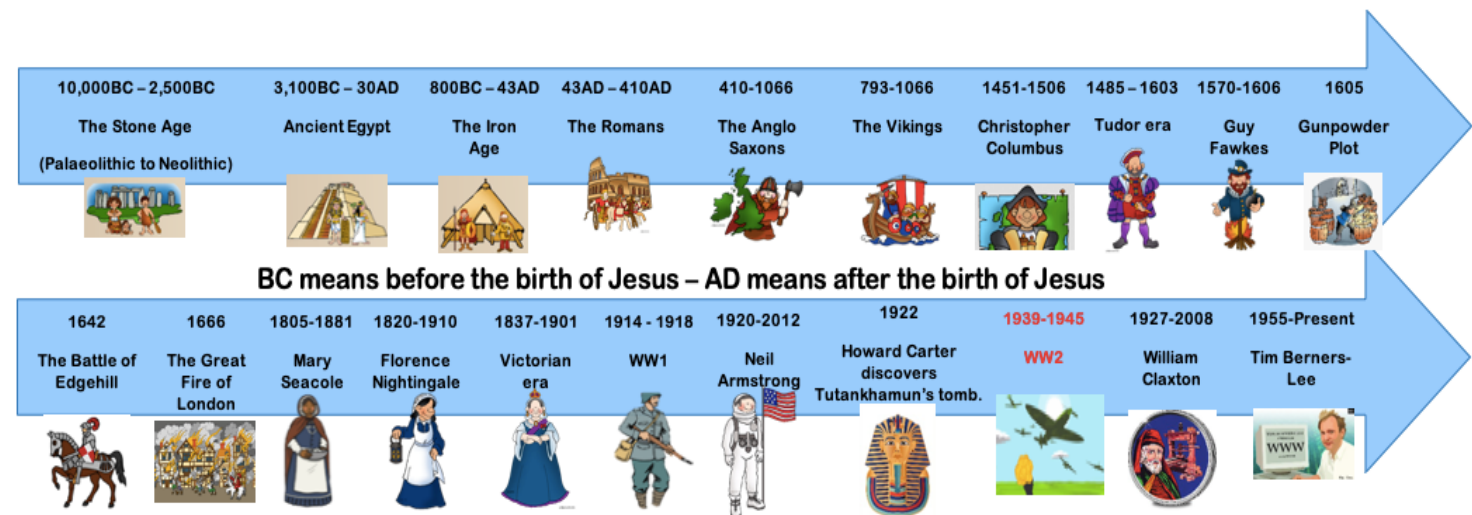 10,000BC – 2,500BC
The Stone Age
(Palaeolithic to Neolithic)
3,100BC – 30AD
Ancient Egypt
800BC – 43AD
The Iron
Age
43AD – 410AD
The Romans
410-1066
The Anglo
Saxons
793-1066
The Vikings
1451-1506
Christopher
Columbus
1485 – 1603
Tudor era
1570-1606
Guy
Fawkes
1605
Gunpowder
Plot
BC means before the birth of Jesus – AD means after the birth of Jesus
1642
The Battle of
Edgehill
1666
The Great
Fire of
London
1805-1881
Mary
Seacole
1820-1910
Florence
Nightingale
1837-1901
Victorian
era
1914 - 1918
WW1
1920-2012
Neil
Armstrong
1922
Howard Carter
discovers
Tutankhamun's tomb.
1939-1945
WW2
1927-2008
William
Claxton
1955-Present
Tim Berners-
Lee
WWW